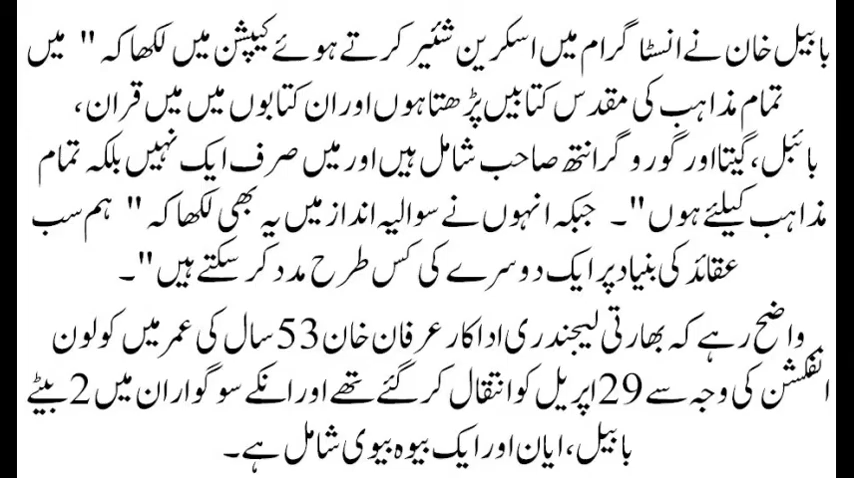 بابیل خان نے انسٹا گرام میں اسکرین شئیر کرتے ہوئے کیپشن میں لکھا کہ " میں
تمام مذاہب کی مقدس کتابیں پڑھتا ہوں اور ان کتابوں میں میں قران،
بائبل، گیتا اور گورو گرانتھ صاحب شامل ہیں اور میں صرف ایک نہیں بلکہ تمام
مذاہب کیلئے ہوں"۔ جبکہ انہوں نے سوالیہ انداز میں یہ بھی لکھا کہ " ہم سب
عقائد کی بنیاد پر ایک دوسرے کی کس طرح مدد کر سکتے ہیں"۔
واضح رہے کہ بھارتی لیجندری اداکار عرفان خان 53 سال کی عمر میں کولون
انفکشن کی وجہ سے 29 اپریل کو انتقال کر گئے تھے اور انکے سوگواران میں 2 بیٹے
بابیل، ایان اور ایک بیوہ بیوی شامل ہے۔